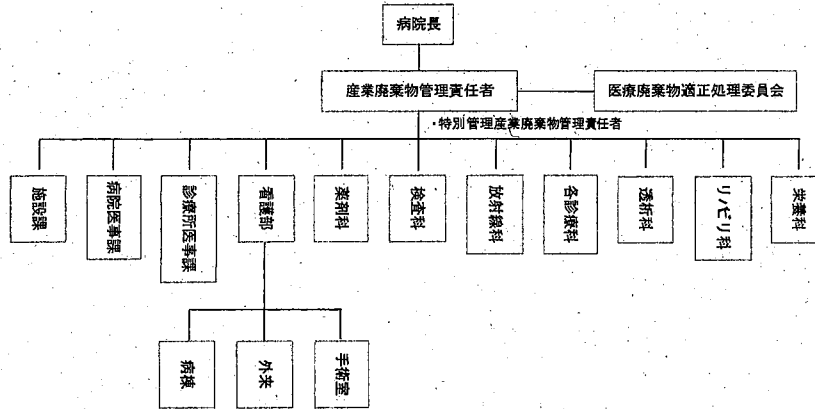 病院長
産業廃棄物管理責任者
医療廃棄物適正処理委員会
・特別管理産業廃棄物管理責任者
施設課
病院医事課
診療所医事課
看護部
薬剤科
検査科
放射線科
各診療科
透析科
リハビリ科
栄養科
病棟
外来
手術室